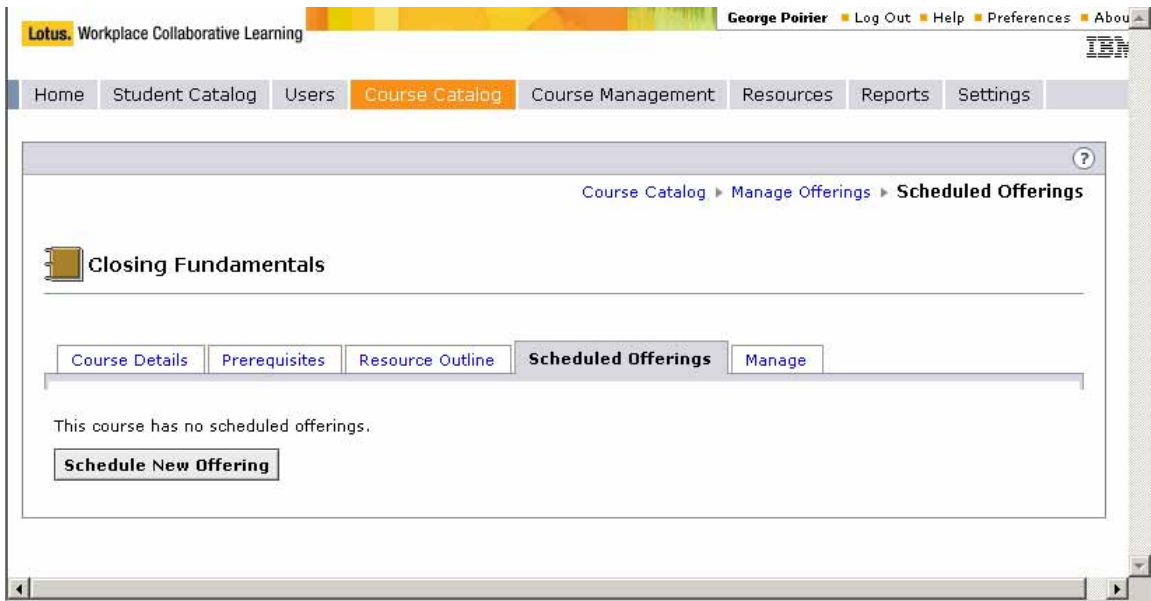 George Poirier Log Out Help Preferences Abou
Lotus. Workplace Collaborative Learning
IBM
Home Student Catalog Users Course Catalog Course Management Resources Reports Settings
?
Course Catalog Manage Offerings Scheduled Offerings
Closing Fundamentals
Course Details Prerequisites Resource Outline Scheduled Offerings Manage
This course has no scheduled offerings.
Schedule New Offering